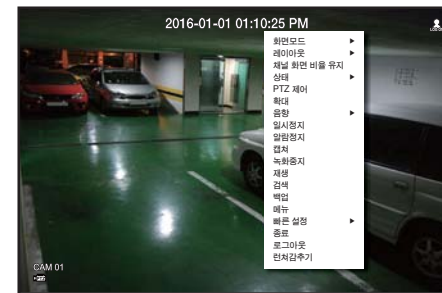 2016-01-01 01:10:25 PM
화면모드 ▶
레이아웃 ▶
채널 화면 비율 유지
상태 ▶
PTZ 제어
확대
음향 ▶
일시정지
알람정지
캡쳐
녹화중지
재생
검색
백업
메뉴
빠른 설정 ▶
종료
로그아웃
런쳐감추기
CAM 01